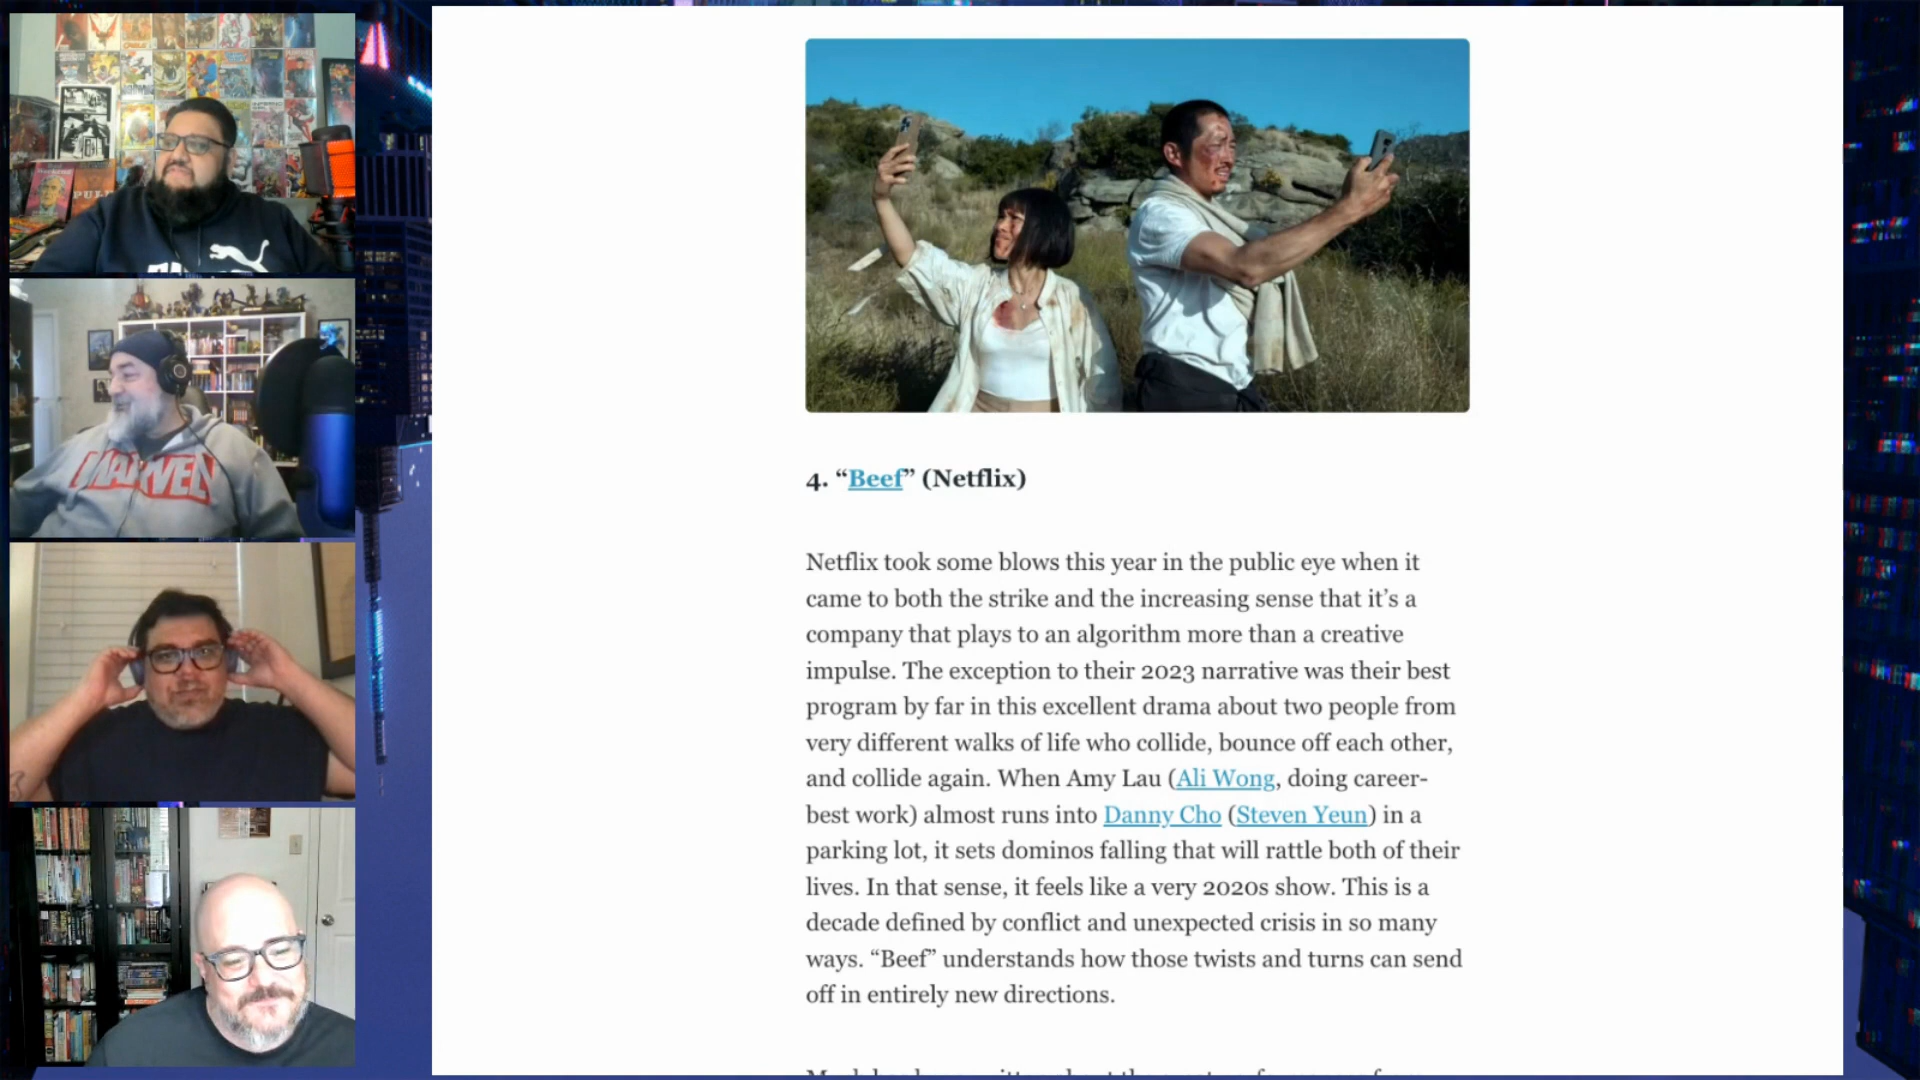 MARVEL
4. “Beef” (Netflix)
Netflix took some blows this year in the public eye when it
came to both the strike and the increasing sense that it’s a
company that plays to an algorithm more than a creative
impulse. The exception to their 2023 narrative was their best
program by far in this excellent drama about two people from
very different walks of life who collide, bounce off each other,
and collide again. When Amy Lau (Ali Wong, doing career-
best work) almost runs into Danny Cho (Steven Yeun) in a
parking lot, it sets dominos falling that will rattle both of their
lives. In that sense, it feels like a very 2020s show. This is a
decade defined by conflict and unexpected crisis in so many
ways. “Beef” understands how those twists and turns can send
off in entirely new directions.